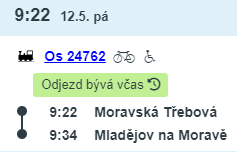 9:22 12.5. pá
Os 24762
Odjezd bývá včas
9:22 Moravská Třebová
9:34 Mladějov na Moravě